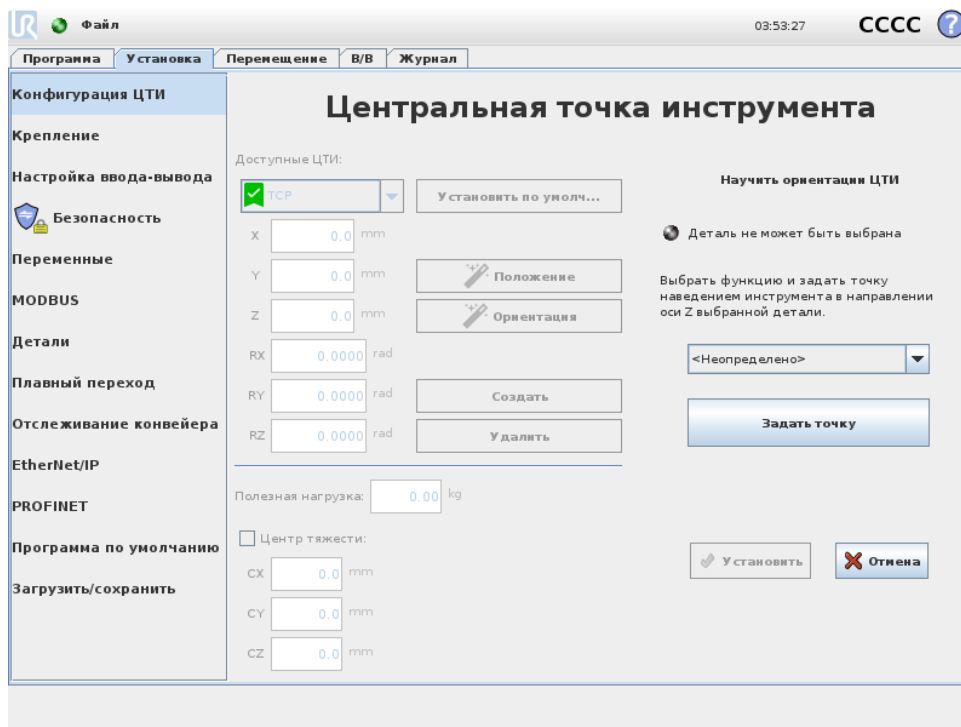 UR Файл 03:53:27 CCCC ?
Программа Установка Перемещение В/В Журнал
Конфигурация ЦТИ
Крепление
Настройка ввода-вывода
Безопасность
Переменные
MODBUS
Детали
Плавный переход
Отслеживание конвейера
EtherNet/IP
PROFINET
Программа по умолчанию
Загрузить/сохранить
Центральная точка инструмента
Доступные ЦТИ:
TCP Установить по умолч...
X 0.0 mm
Y 0.0 mm Положение
Z 0.0 mm Ориентация
RX 0.0000 rad
RY 0.0000 rad Создать
RZ 0.0000 rad Удалить
Полезная нагрузка: 0.00 kg
Центр тяжести:
CX 0.0 mm
CY 0.0 mm
CZ 0.0 mm
Научить ориентации ЦТИ
Деталь не может быть выбрана
Выбрать функцию и задать точку
наведением инструмента в направлении
оси Z выбранной детали.
<Неопределено>
Задать точку
Установить Отмена